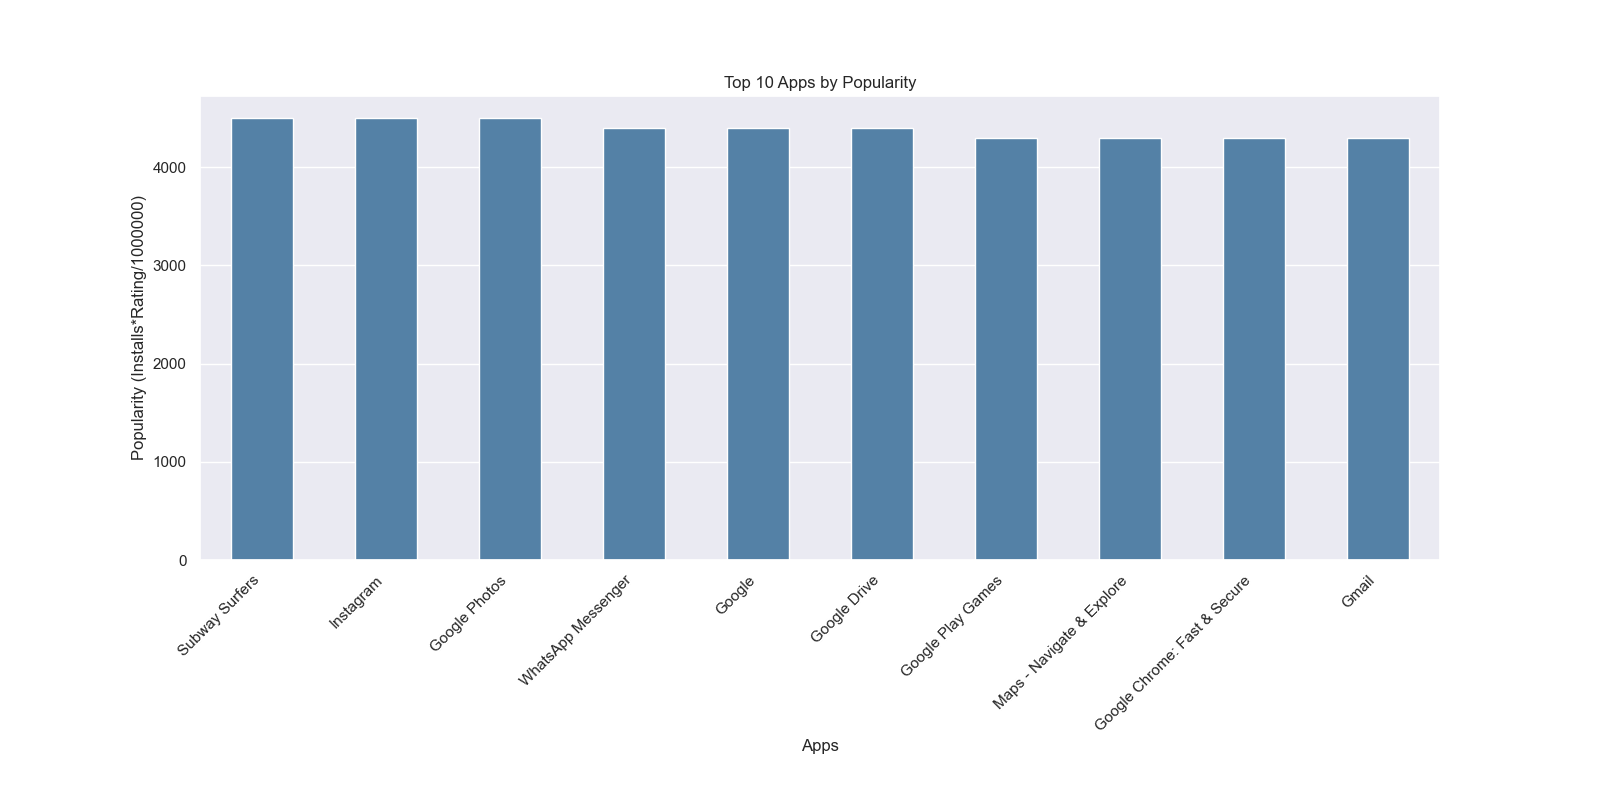 Top 10 Apps by Popularity
Popularity (Installs*Rating/1000000)
4000
3000
2000
1000
0
Subway Surfers
Instagram
Google Photos
WhatsApp Messenger
Google
Google Drive
Google Play Games
Maps - Navigate & Explore
Google Chrome: Fast & Secure
Gmail
Apps